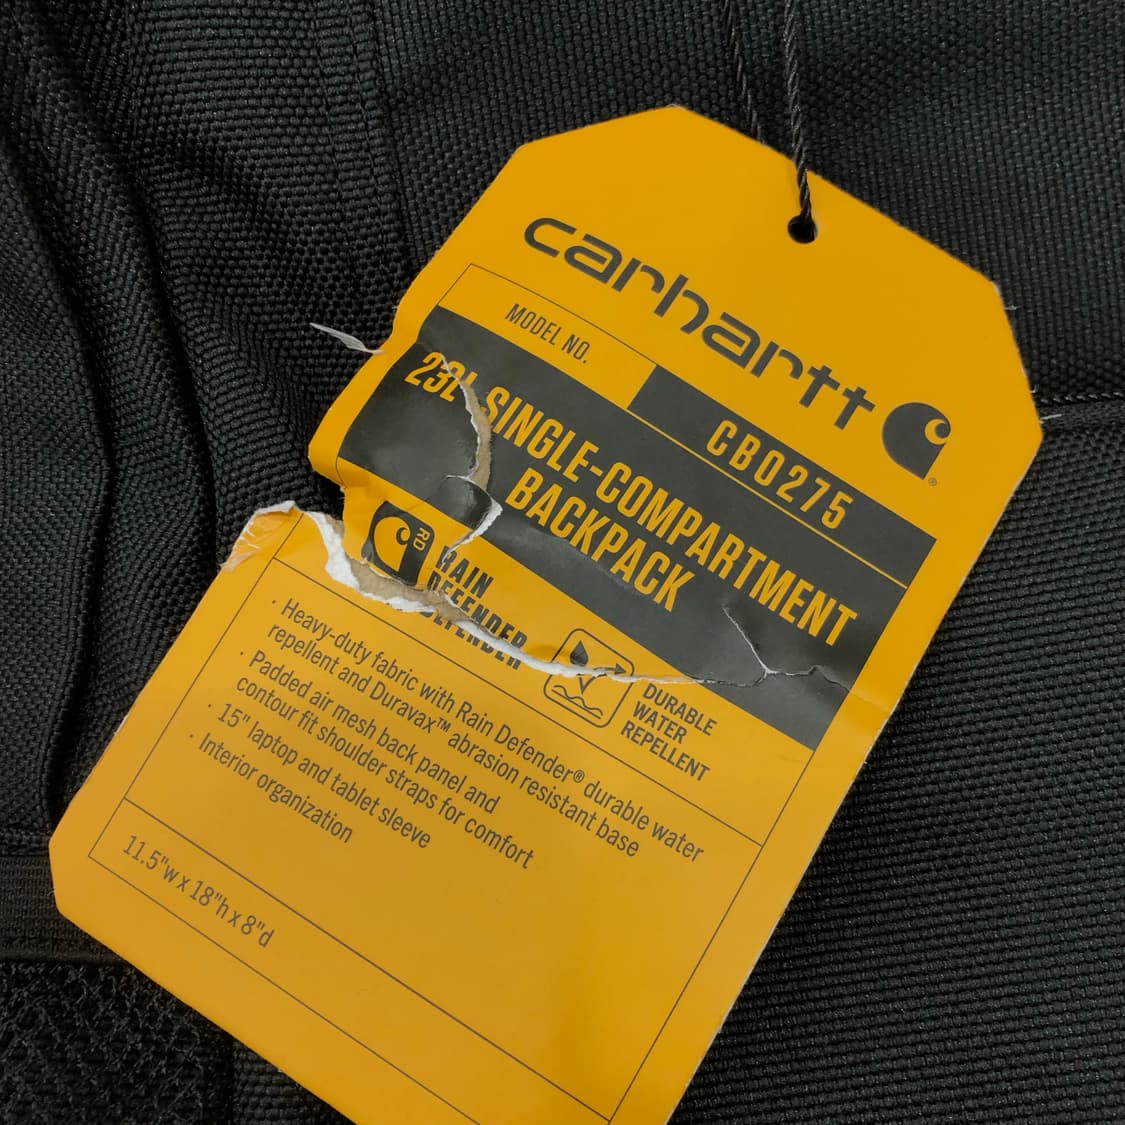 carhartt
®
MODEL NO.
CB0275
23L SINGLE-COMPARTMENT
BACKPACK
RD
RAIN
DEFENDER
DURABLE
WATER
REPELLENT
· Heavy-duty fabric with Rain Defender® durable water
repellent and Duravax™ abrasion resistant base
· Padded air mesh back panel and
contour fit shoulder straps for comfort
· 15" laptop and tablet sleeve
· Interior organization
11.5"w x 18"h x 8"d